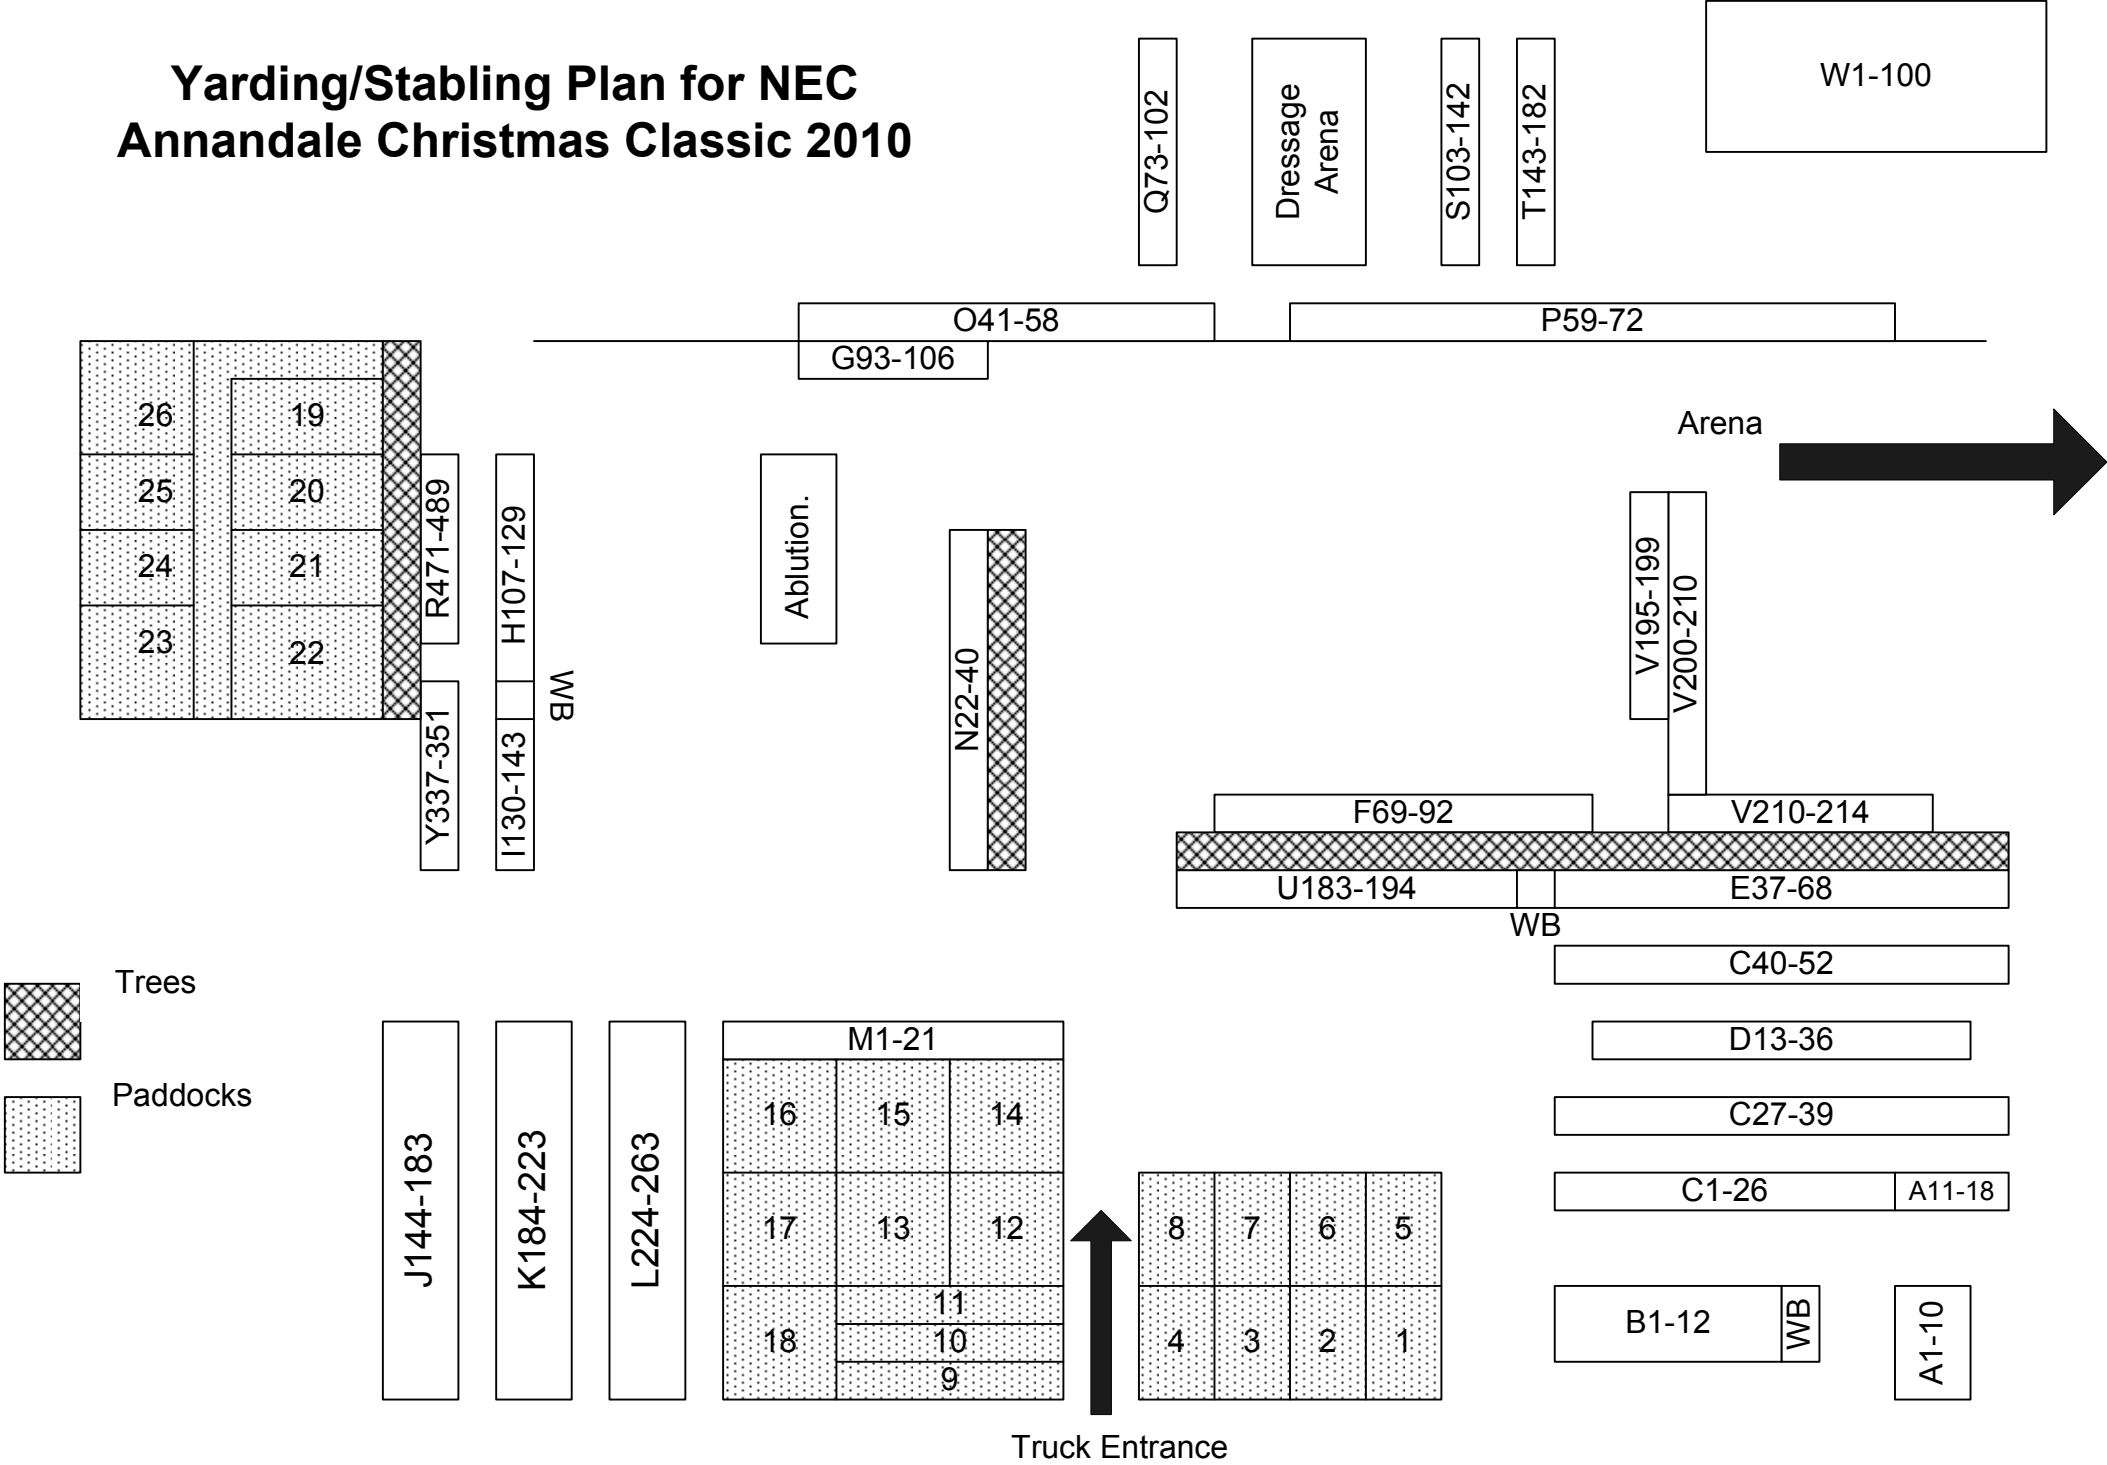 Yarding/Stabling Plan for NEC
Annandale Christmas Classic 2010
Q73-102
Dressage
Arena
S103-142
T143-182
W1-100
O41-58
P59-72
G93-106
Arena
26
19
25
20
24
21
23
22
R471-489
H107-129
WB
Y337-351
I130-143
Ablution.
N22-40
V195-199
V200-210
F69-92
V210-214
U183-194
E37-68
WB
C40-52
Trees
Paddocks
M1-21
D13-36
C27-39
16
15
14
J144-183
K184-223
L224-263
17
13
12
8
7
6
5
C1-26
A11-18
11
18
10
9
4
3
2
1
B1-12
WB
A1-10
Truck Entrance